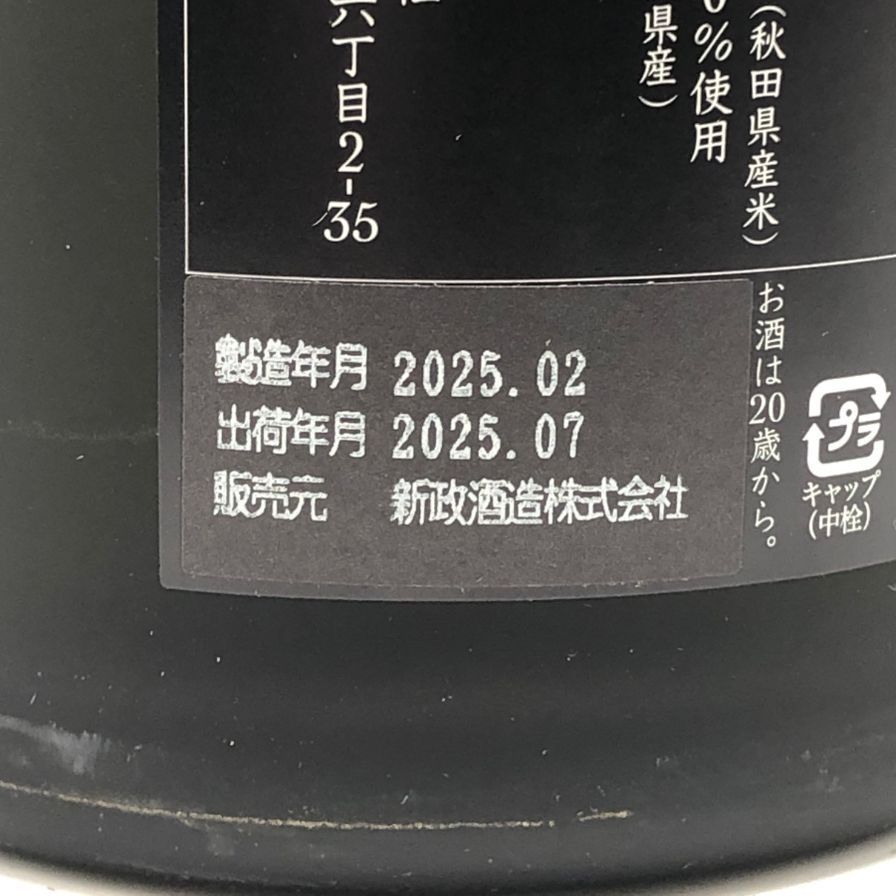 （秋田県産米）
0％使用
県産）
六丁目2-35
製造年月 2025.02
出荷年月 2025.07
販売元 新政酒造株式会社
お酒は20歳から。
プラ
キャップ
（中栓）